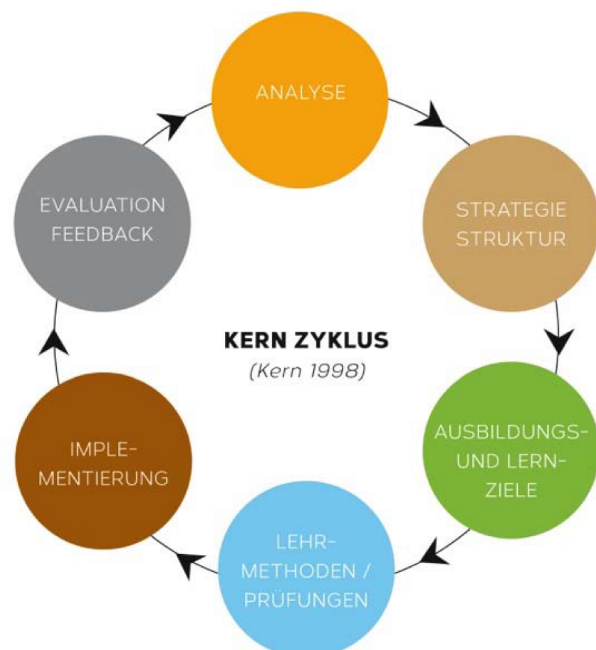 ANALYSE
STRATEGIE
STRUKTUR
AUSBILDUNGS-
UND LERN-
ZIELE
LEHR-
METHODEN /
PRÜFUNGEN
IMPLE-
MENTIERUNG
EVALUATION
FEEDBACK
KERN ZYKLUS
(Kern 1998)